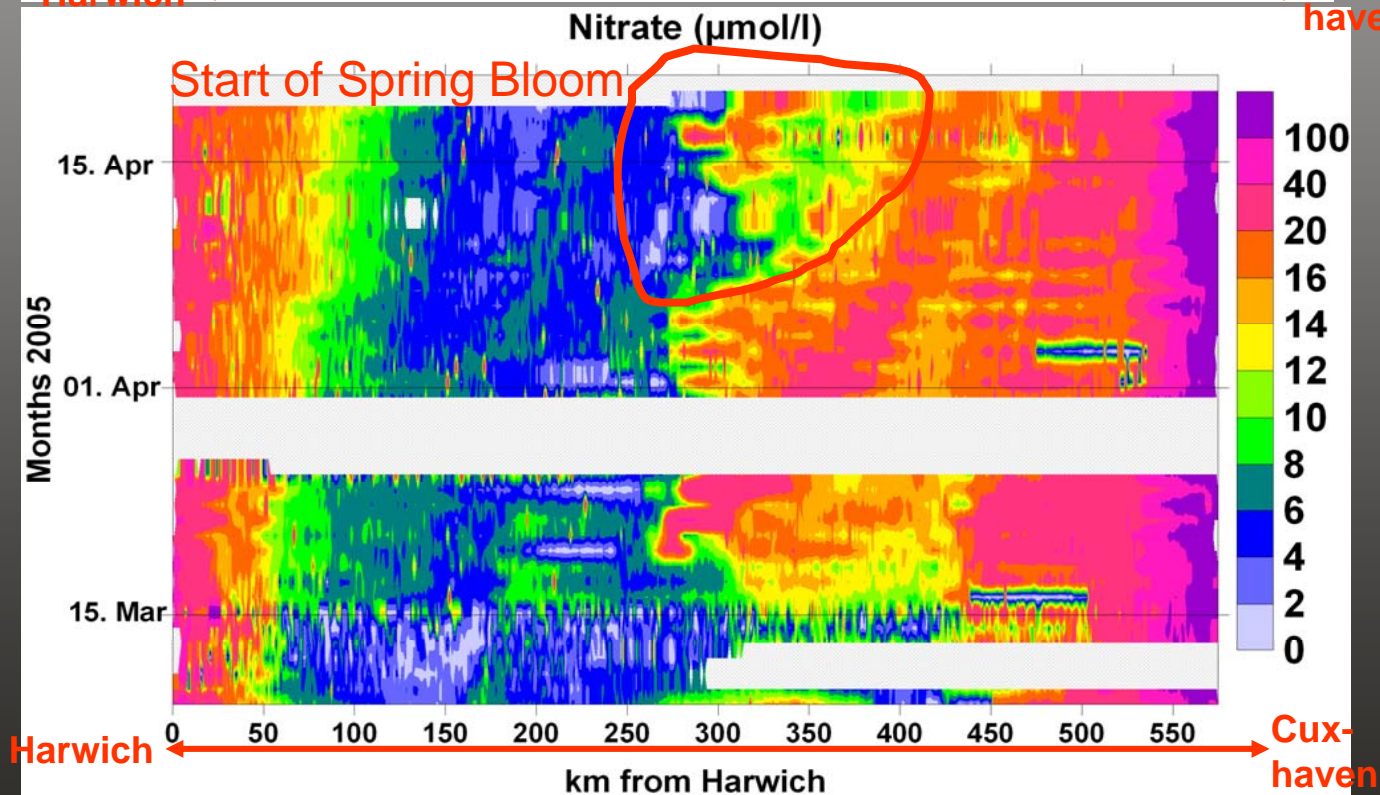 Nitrate (µmol/l)
Start of Spring Bloom
15. Apr
01. Apr
15. Mar
Months 2005
100
40
20
16
14
12
10
8
6
4
2
0
0 50 100 150 200 250 300 350 400 450 500 550
Harwich
Cux-
haven
km from Harwich